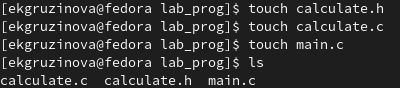 [ekgruzinova@fedora lab_prog]$ touch calculate.h
[ekgruzinova@fedora lab_prog]$ touch calculate.c
[ekgruzinova@fedora lab_prog]$ touch main.c
[ekgruzinova@fedora lab_prog]$ ls
calculate.c  calculate.h  main.c